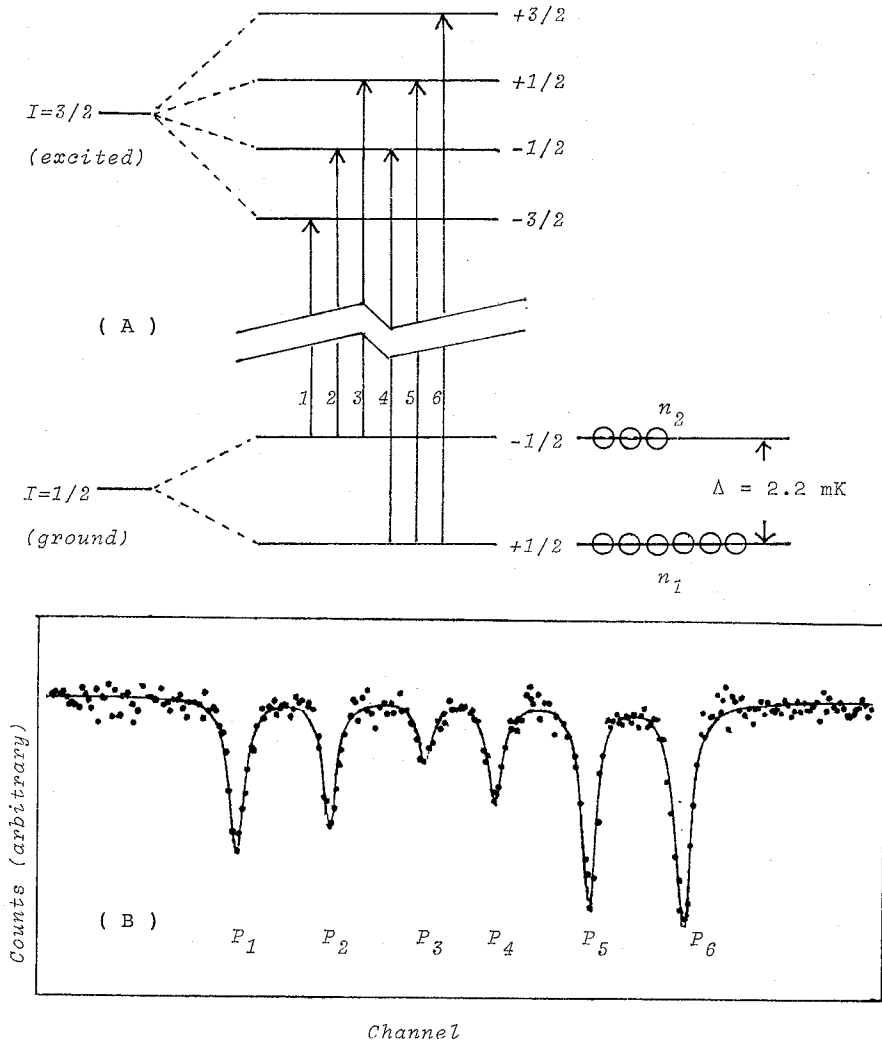 +3/2
+1/2
I=3/2
(excited)
-1/2
-3/2
( A )
1 2 3 4 5 6
n2
-1/2
Δ = 2.2 mK
I=1/2
(ground)
+1/2
n1
Counts (arbitrary)
( B )
P1 P2 P3 P4 P5 P6
Channel